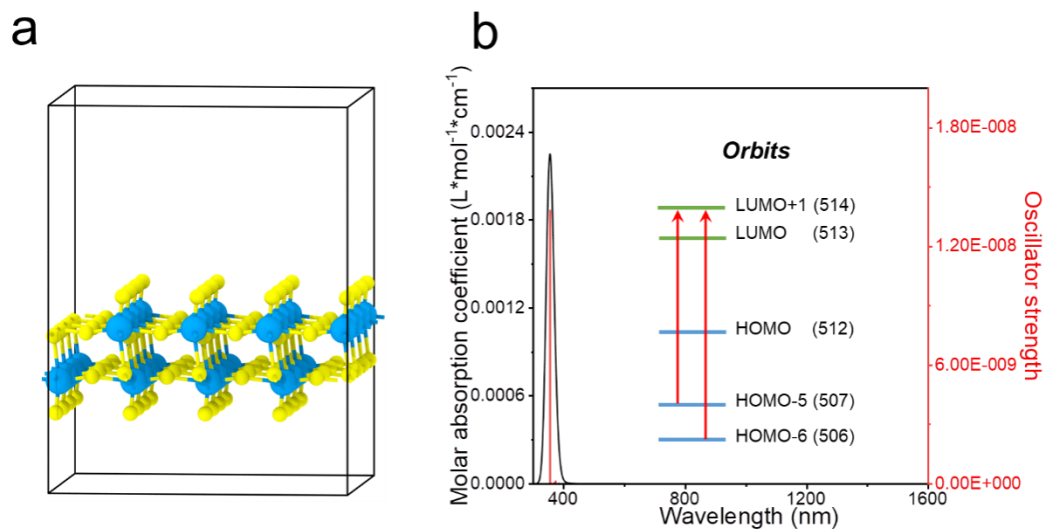 a
b
Molar absorption coefficient (L*mol-1*cm-1)
0.0024
0.0018
0.0012
0.0006
0.0000
Orbits
LUMO+1 (514)
LUMO (513)
HOMO (512)
HOMO-5 (507)
HOMO-6 (506)
1.80E-008
1.20E-008
6.00E-009
0.00E+000
Oscillator strength
400
800
1200
1600
Wavelength (nm)